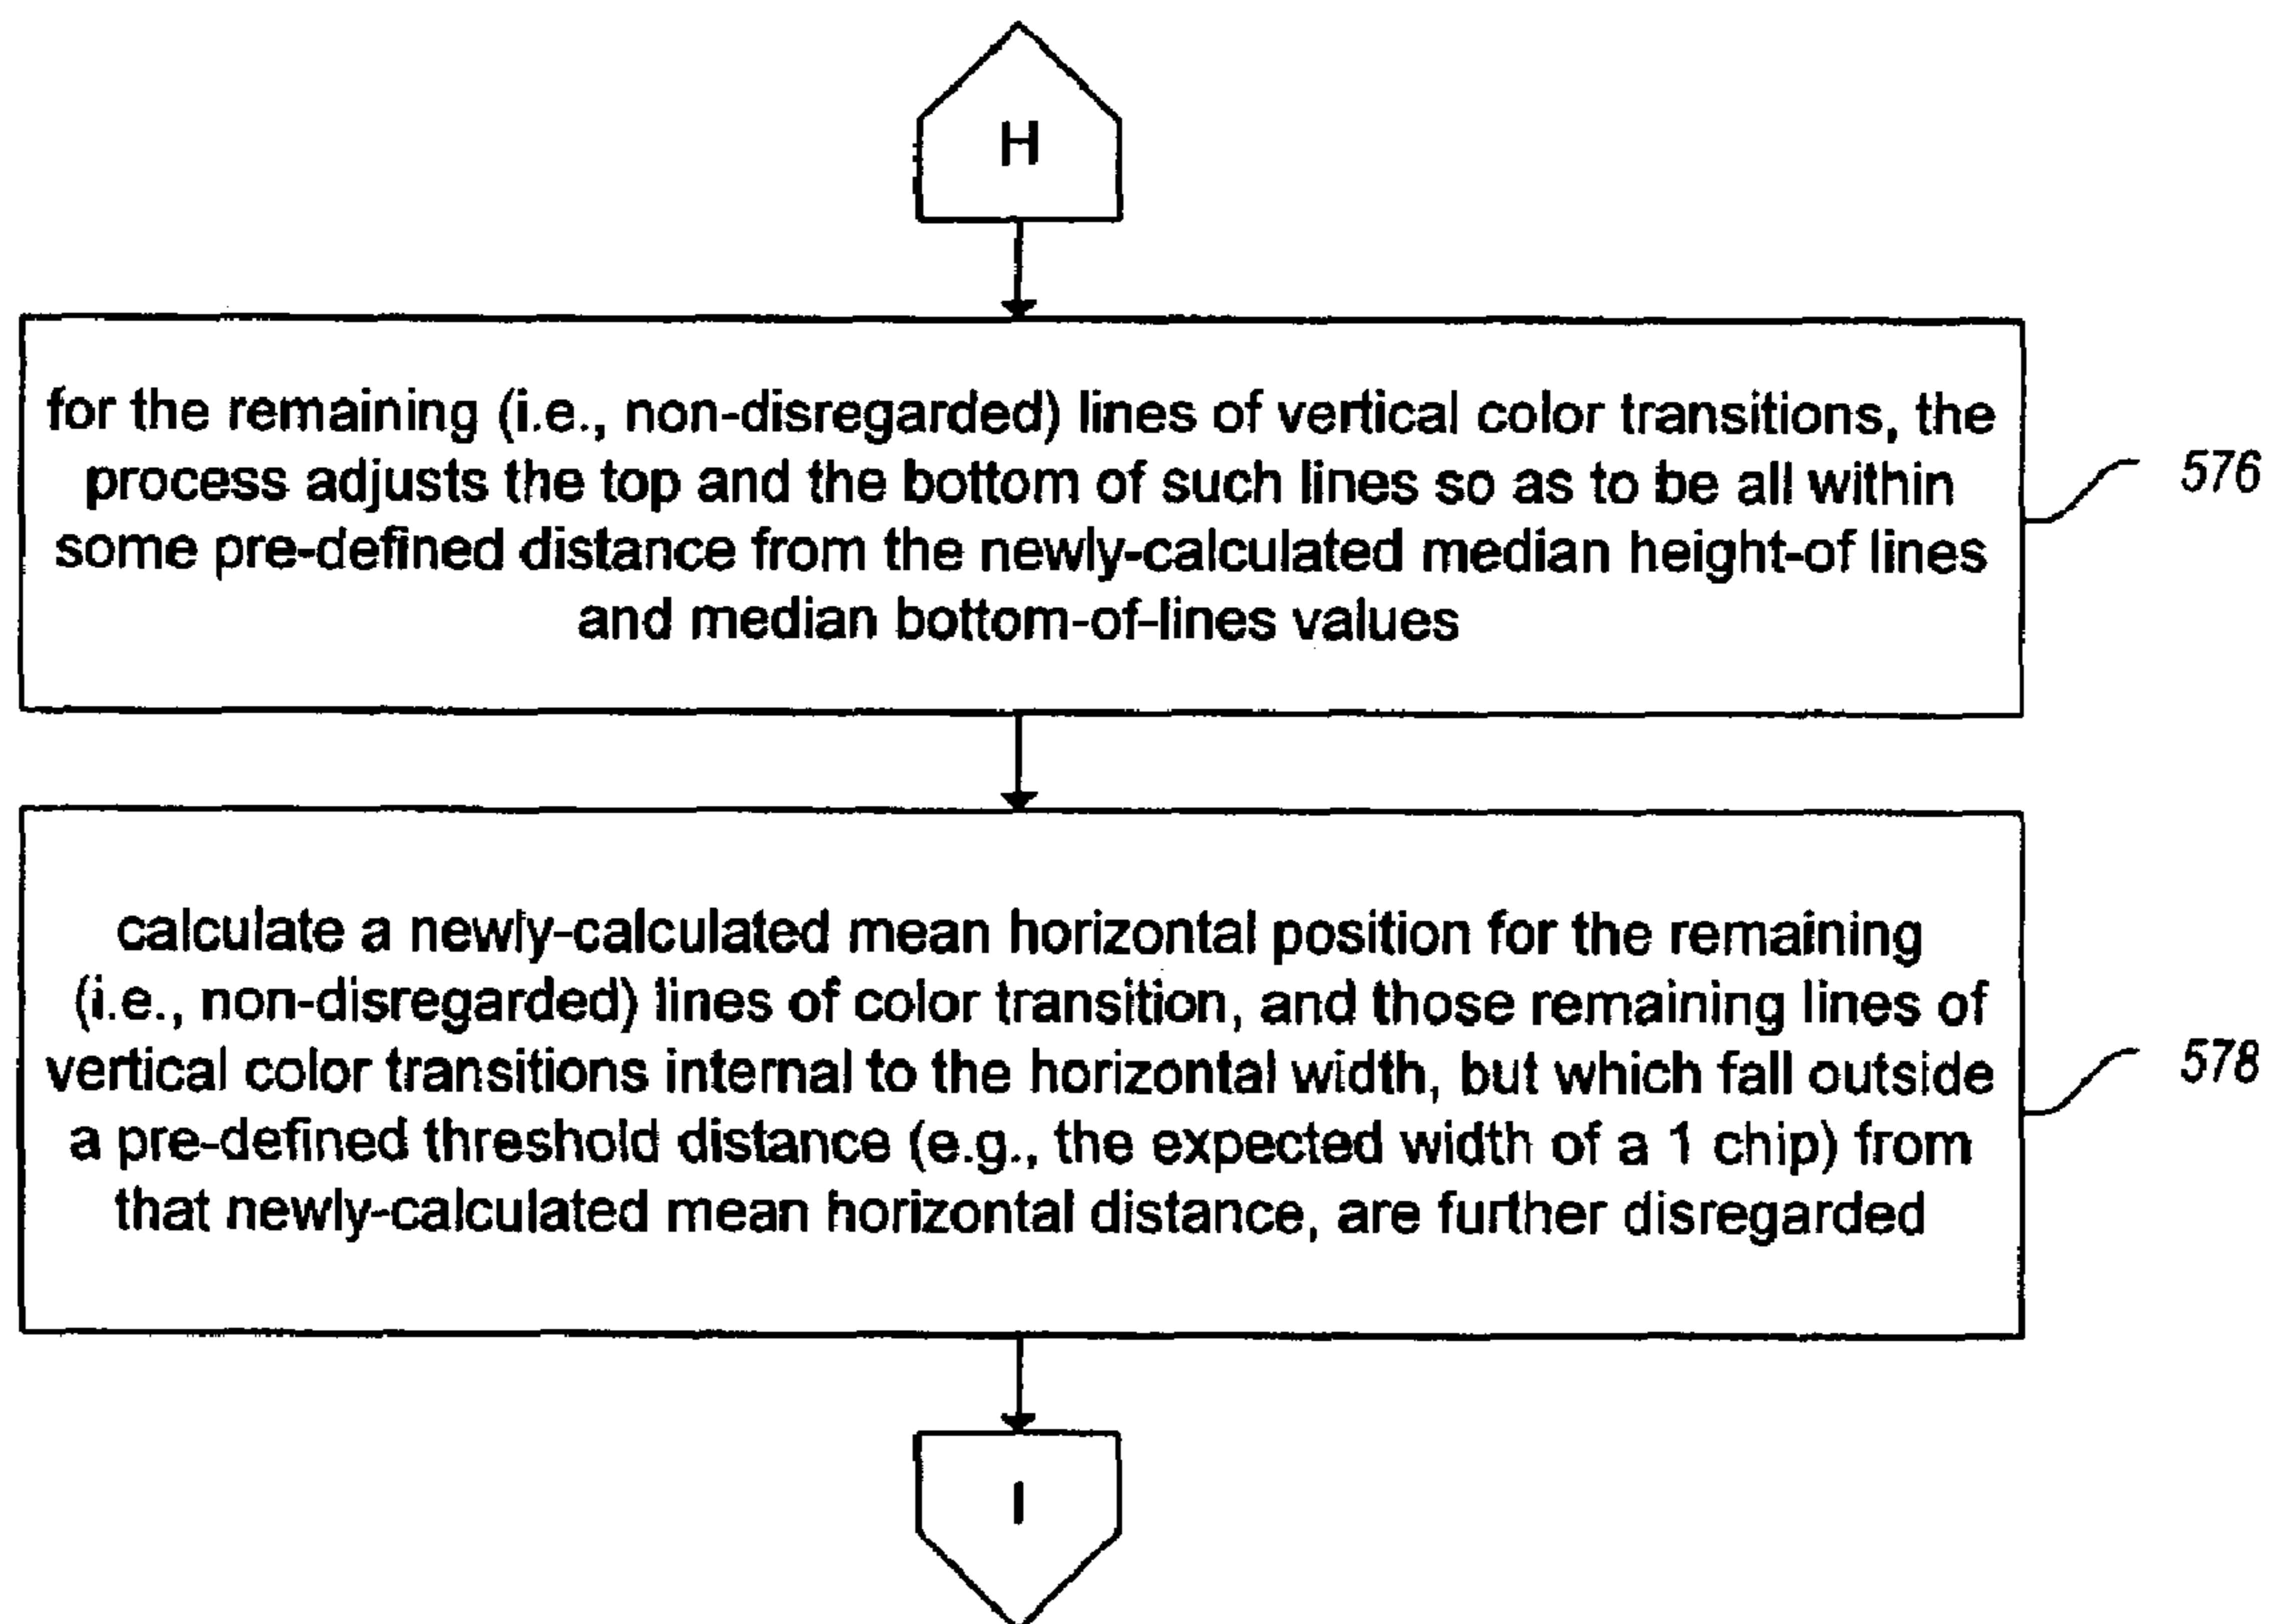 H
for the remaining (i.e., non-disregarded) lines of vertical color transitions, the
process adjusts the top and the bottom of such lines so as to be all within
some pre-defined distance from the newly-calculated median height-of lines
and median bottom-of-lines values
576
calculate a newly-calculated mean horizontal position for the remaining
(i.e., non-disregarded) lines of color transition, and those remaining lines of
vertical color transitions internal to the horizontal width, but which fall outside
a pre-defined threshold distance (e.g., the expected width of a 1 chip) from
that newly-calculated mean horizontal distance, are further disregarded
578
I